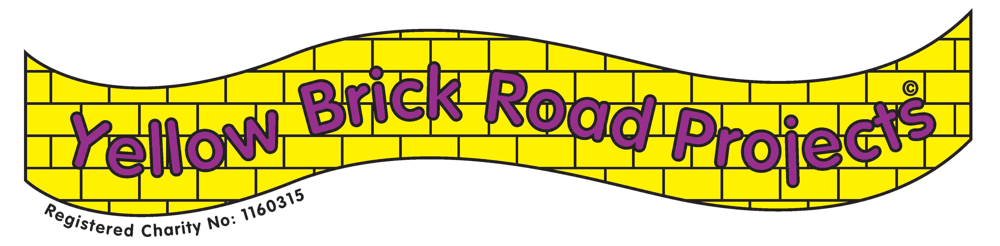 Yellow Brick Road Projects©
Registered Charity No: 1160315